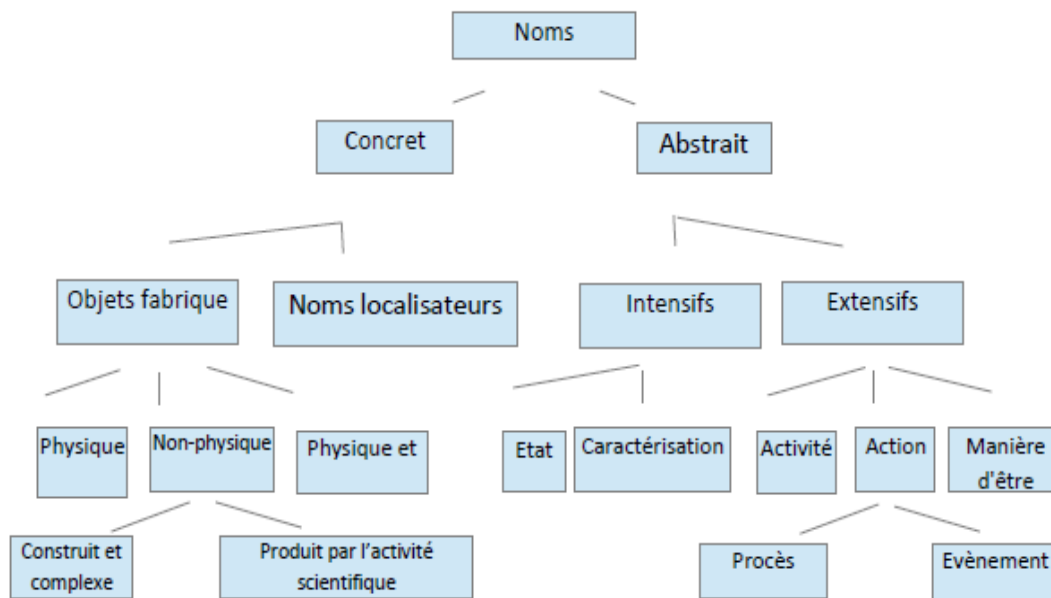 Noms
Concret
Abstrait
Objets fabrique
Noms localisateurs
Intensifs
Extensifs
Physique
Non-physique
Physique et
Etat
Caractérisation
Activité
Action
Manière
d'être
Construit et
complexe
Produit par l'activité
scientifique
Procès
Evènement